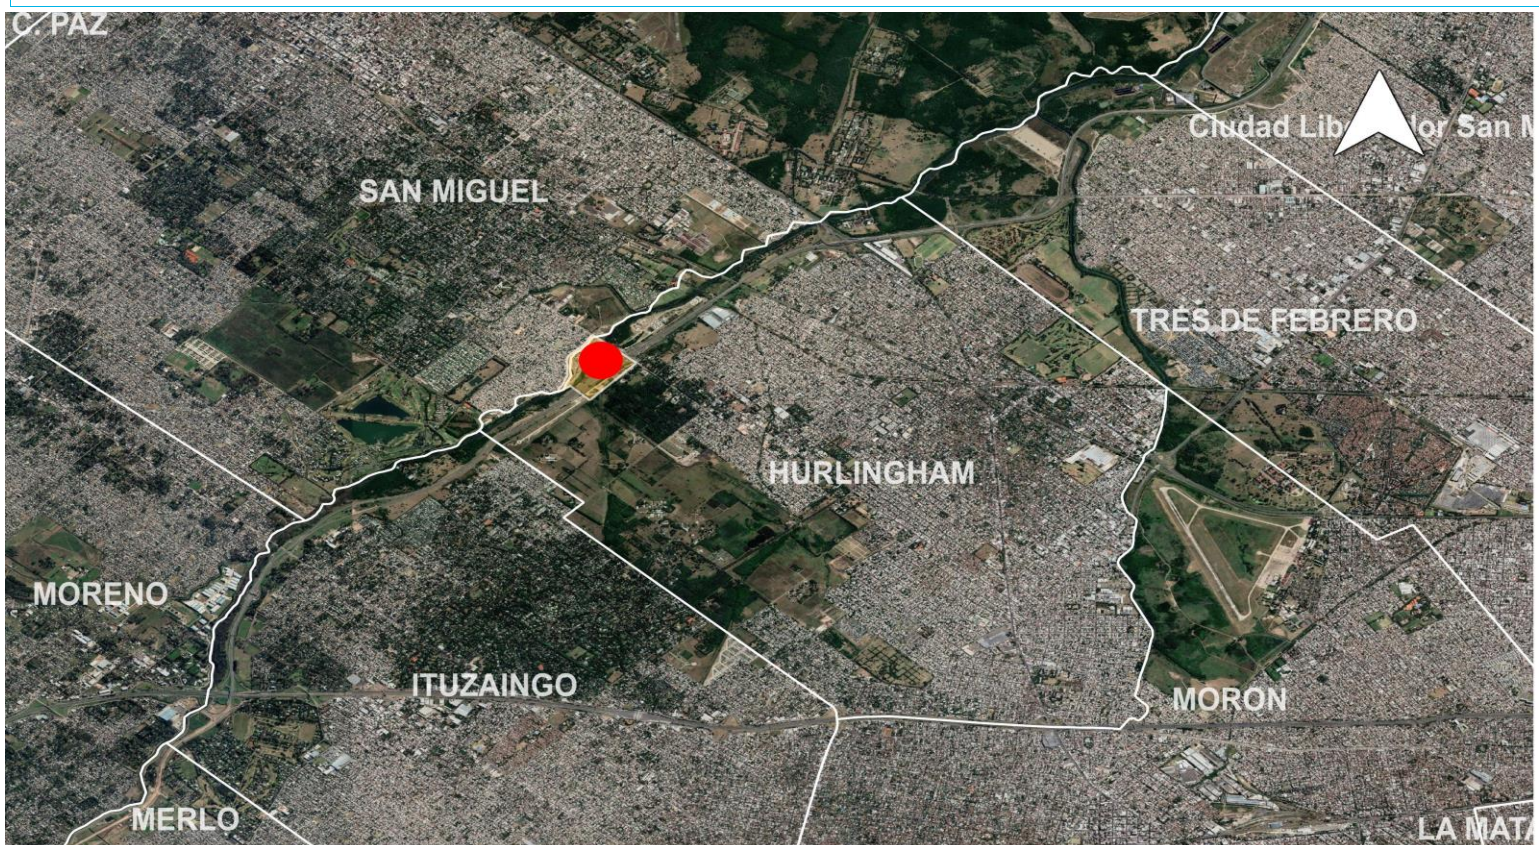 C. PAZ
Ciudad Lib dor San M
SAN MIGUEL
TRES DE FEBRERO
HURLINGHAM
MORENO
ITUZAINGO
MORON
MERLO
LA MATA